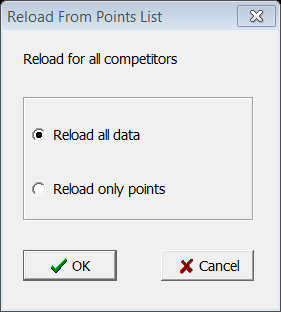 Reload From Points List
Reload for all competitors
Reload all data
Reload only points
OK
Cancel